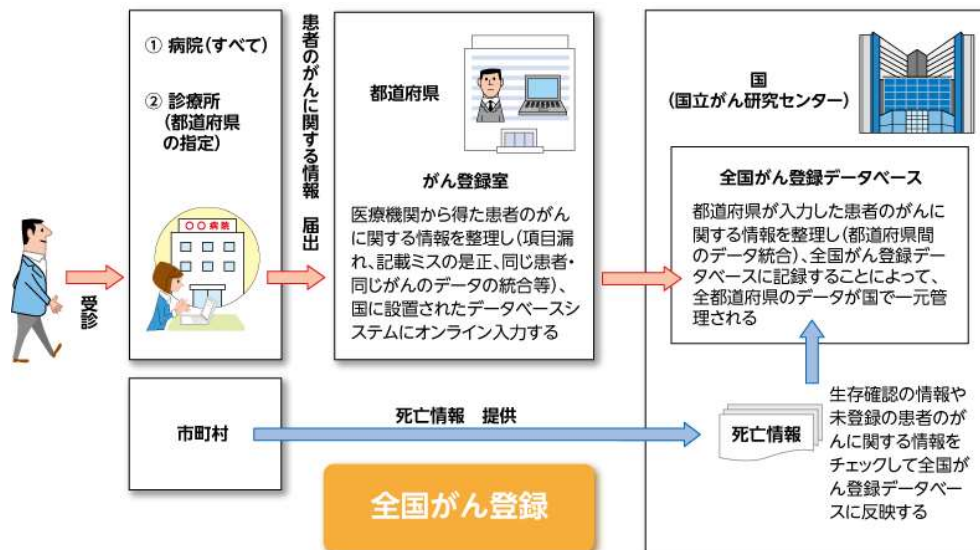 受診
① 病院（すべて）
② 診療所
（都道府県
の指定）
〇〇病院
患者のがんに関する情報　届出
都道府県
がん登録室
医療機関から得た患者のがん
に関する情報を整理し（項目漏
れ、記載ミスの是正、同じ患者・
同じがんのデータの統合等）、
国に設置されたデータベースシ
ステムにオンライン入力する
国
（国立がん研究センター）
全国がん登録データベース
都道府県が入力した患者のがんに
関する情報を整理し（都道府県間
のデータ統合）、全国がん登録デー
タベースに記録することによって、
全都道府県のデータが国で一元管
理される
市町村
死亡情報　提供
死亡情報
生存確認の情報や
未登録の患者のが
んに関する情報を
チェックして全国が
ん登録データベー
スに反映する
全国がん登録